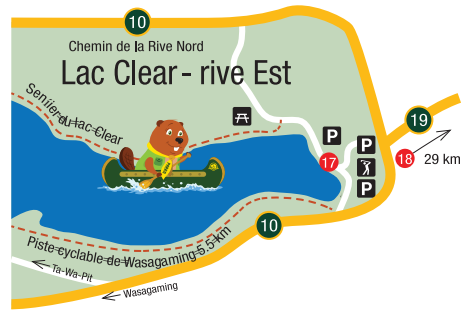 10
Chemin de la Rive Nord
Lac Clear - rive Est
Seniier du lac Clear
19
P
P
17
18
29 km
P
10
Piste cyclable de Wasagaming 5.5 km
Ta-Wa-Pit
Wasagaming